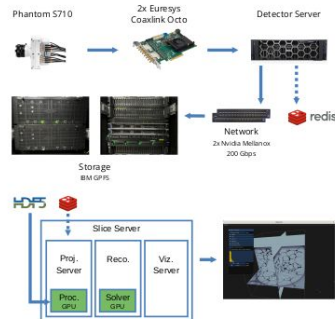 Phantom S710
2x Euresys
Coaxlink Octo
Detector Server
redis
Network
2x Nvidia Mellanox
200 Gbps
Storage
IBM GPFS
HDF5
Slice Server
Proj.
Server
Reco.
Viz.
Server
Proc.
GPU
Solver
GPU